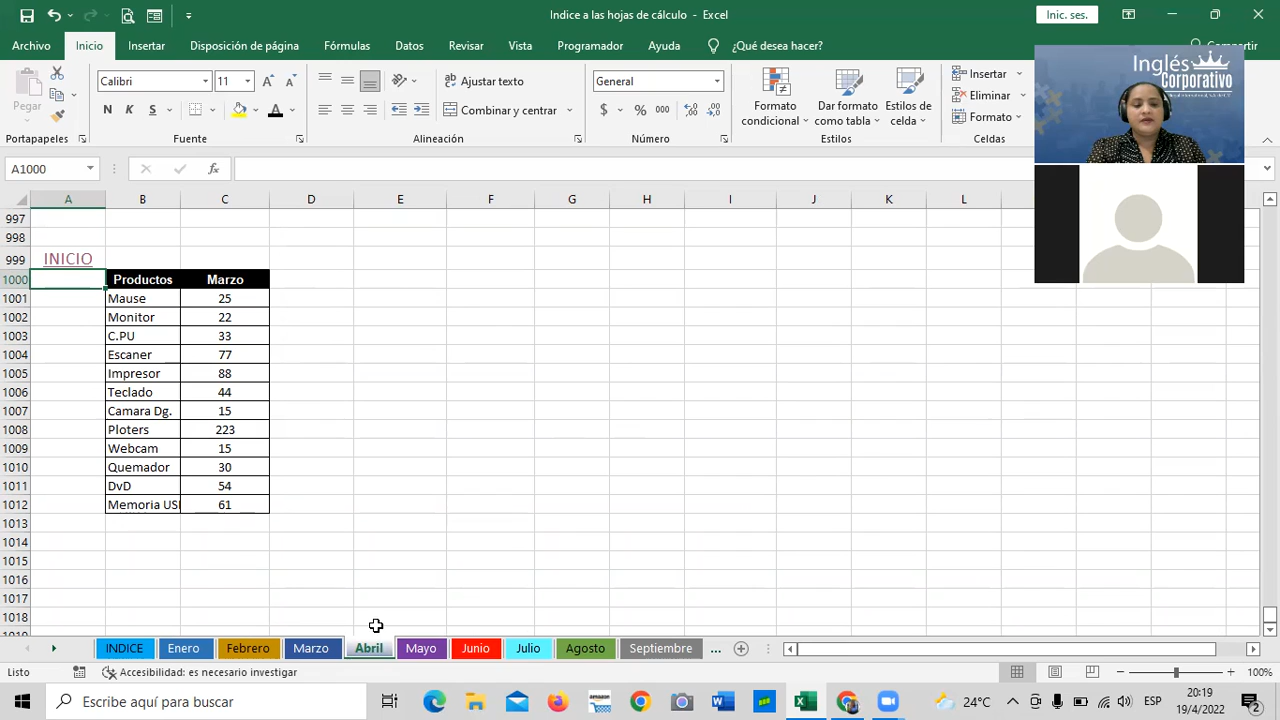 Indice a las hojas de cálculo - Excel
Inic. ses.
Archivo Inicio Insertar Disposición de página Fórmulas Datos Revisar Vista Programador Ayuda ¿Qué desea hacer?
Inglés
Corporativo
Calibri 11 Ajustar texto General Insertar
Pegar Formato condicional Dar formato como tabla Estilos de celda Eliminar
N K S Combinar y centrar $ % 000 Formato
Portapapeles Fuente Alineación Número Estilos Celdas
A1000 fx
A B C D E F G H I J K L
997
998
999 INICIO
1000 Productos Marzo
1001 Mause 25
1002 Monitor 22
1003 C.PU 33
1004 Escaner 77
1005 Impresor 88
1006 Teclado 44
1007 Camara Dg. 15
1008 Ploters 223
1009 Webcam 15
1010 Quemador 30
1011 DvD 54
1012 Memoria USI 61
1013
1014
1015
1016
1017
1018
INDICE Enero Febrero Marzo Abril Mayo Junio Julio Agosto Septiembre ...
Listo Accesibilidad: es necesario investigar 100%
Escribe aquí para buscar 24°C ESP 20:19
19/4/2022 2